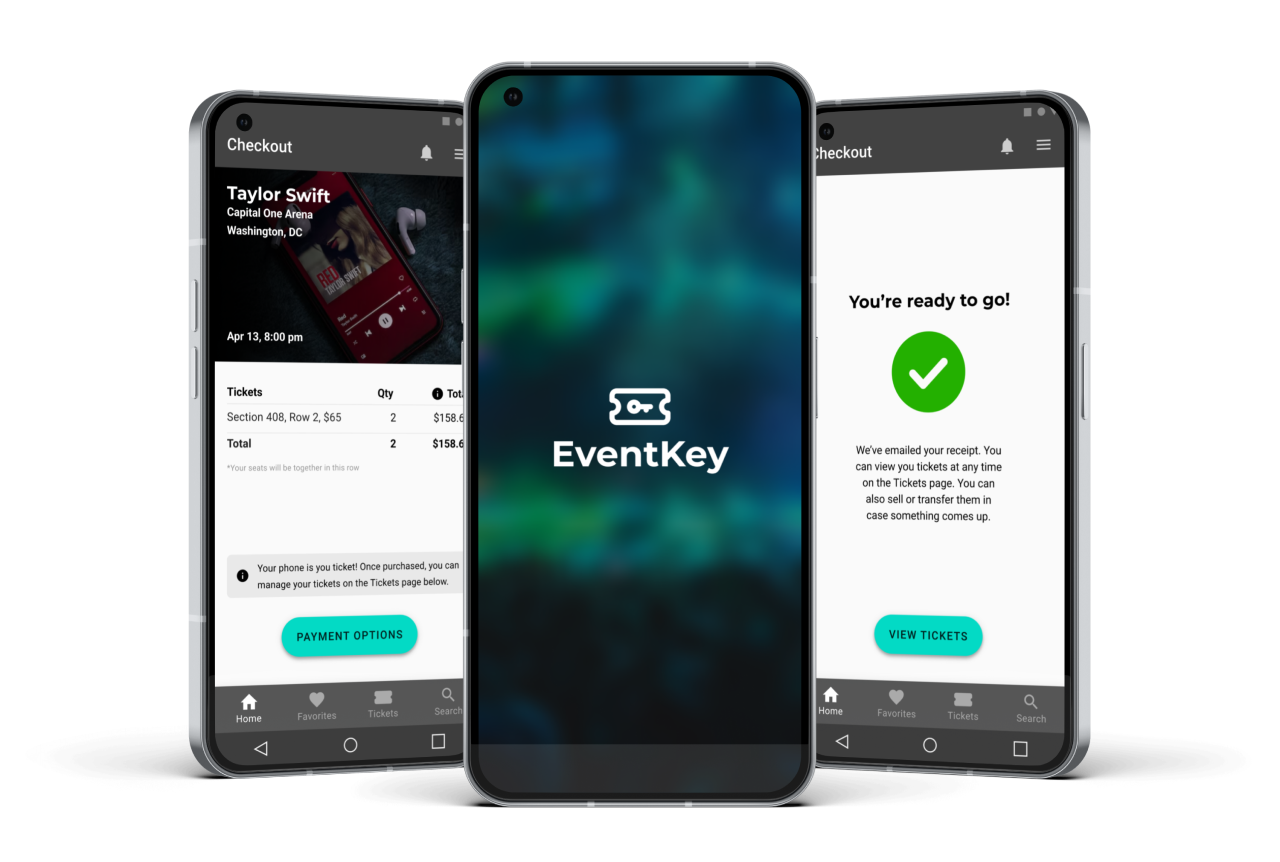 Checkout
Taylor Swift
Capital One Arena
Washington, DC
RED
TAYLOR SWIFT
Red
Apr 13, 8:00 pm
Tickets Qty
Section 408, Row 2, $65 2 $158.6
Total 2 $158.6
*Your seats will be together in this row
Your phone is you ticket! Once purchased, you can
manage your tickets on the Tickets page below.
PAYMENT OPTIONS
Home Favorites Tickets Search
EventKey
Checkout
You're ready to go!
We've emailed your receipt. You
can view you tickets at any time
on the Tickets page. You can
also sell or transfer them in
case something comes up.
VIEW TICKETS
Home Favorites Tickets Search